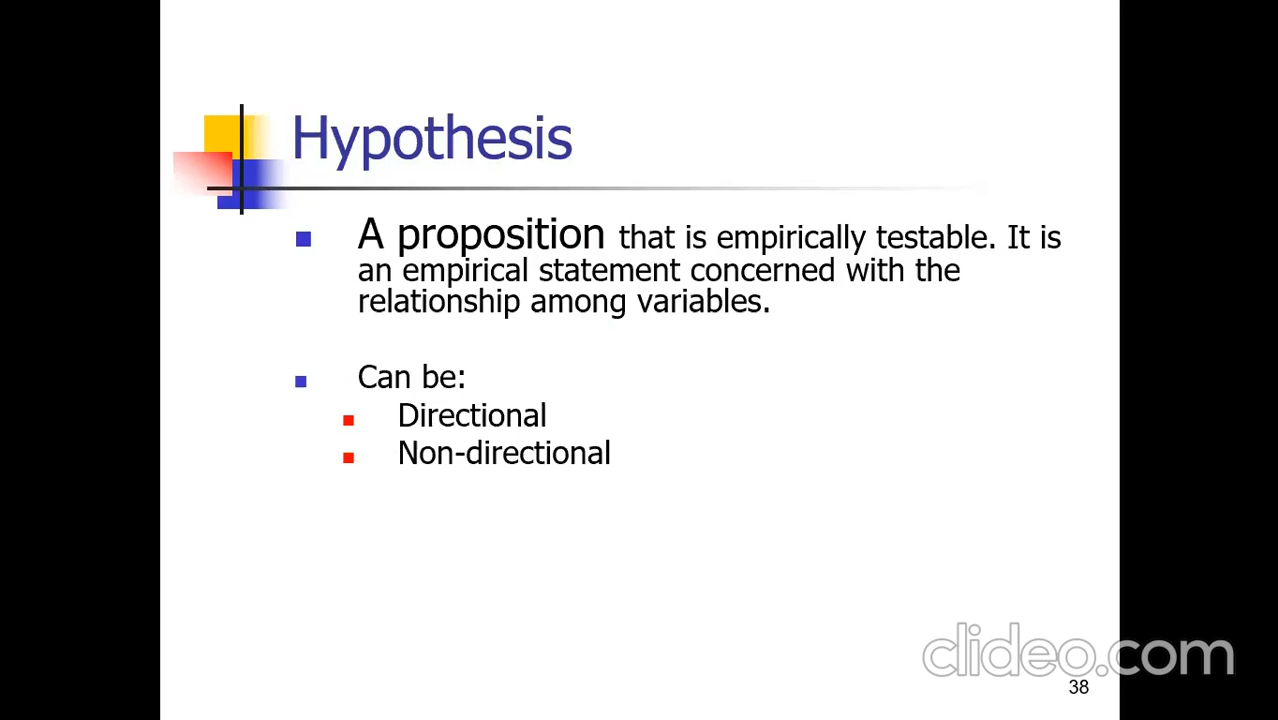 Hypothesis
A proposition that is empirically testable. It is
an empirical statement concerned with the
relationship among variables.
Can be:
Directional
Non-directional
clideo.com
38